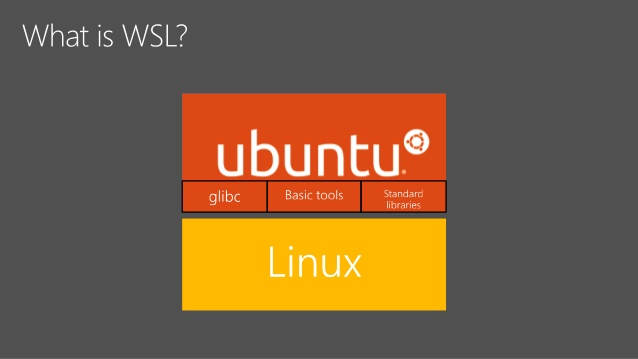 What is WSL?
ubuntu
glibc
Basic tools
Standard
libraries
Linux